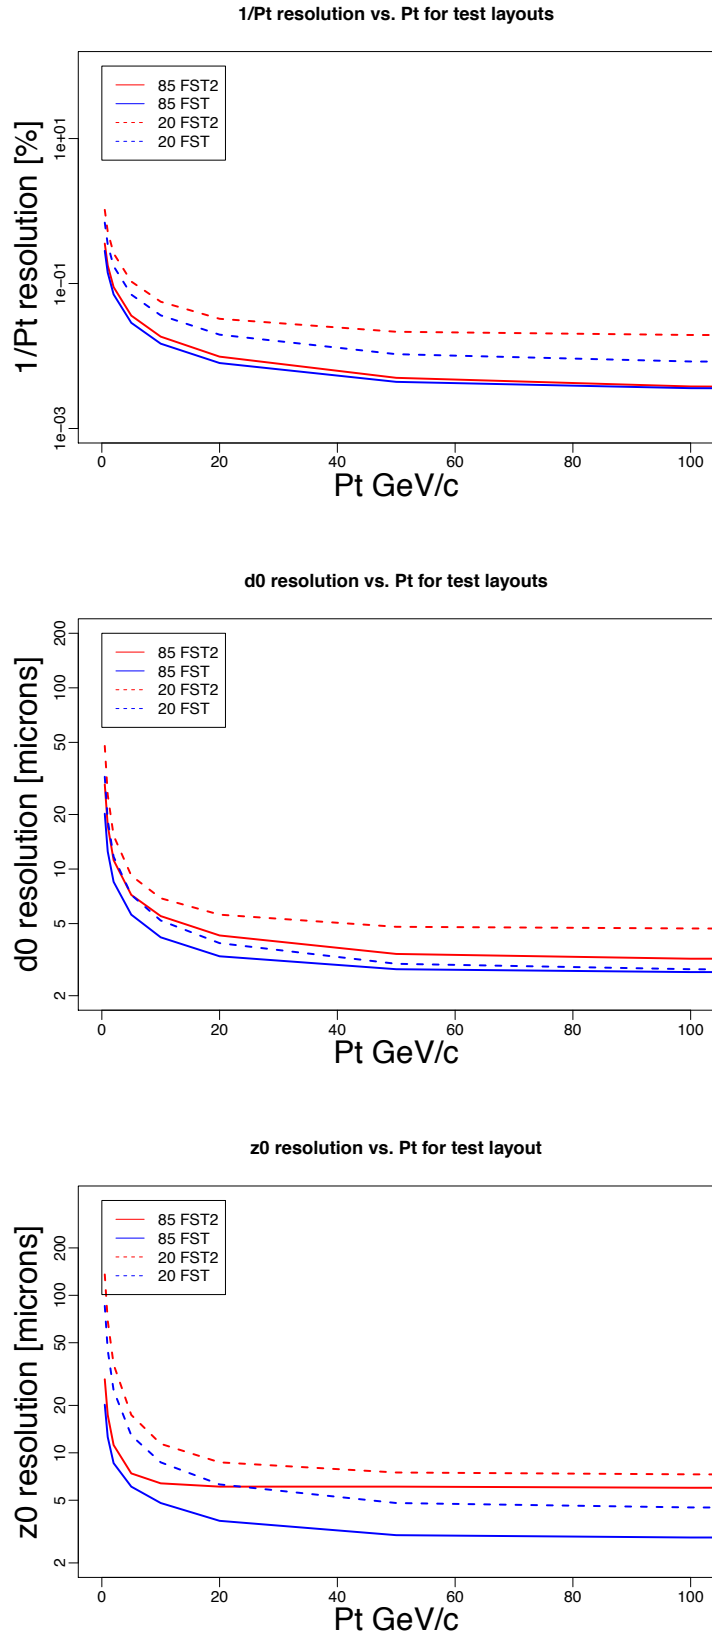 1/Pt resolution vs. Pt for test layouts
85 FST2
85 FST
20 FST2
20 FST
1/Pt resolution [%]
1e+01
1e-01
1e-03
0 20 40 60 80 100
Pt GeV/c
d0 resolution vs. Pt for test layouts
85 FST2
85 FST
20 FST2
20 FST
d0 resolution [microns]
200
100
50
20
10
5
2
0 20 40 60 80 100
Pt GeV/c
z0 resolution vs. Pt for test layout
85 FST2
85 FST
20 FST2
20 FST
z0 resolution [microns]
200
100
50
20
10
5
2
0 20 40 60 80 100
Pt GeV/c